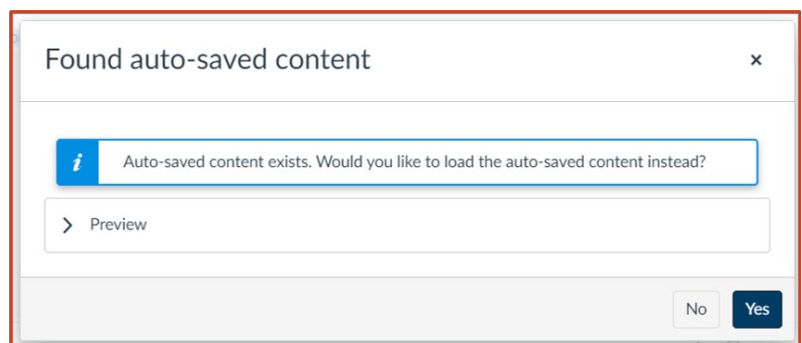 Found auto-saved content
×
i
Auto-saved content exists. Would you like to load the auto-saved content instead?
Preview
No
Yes